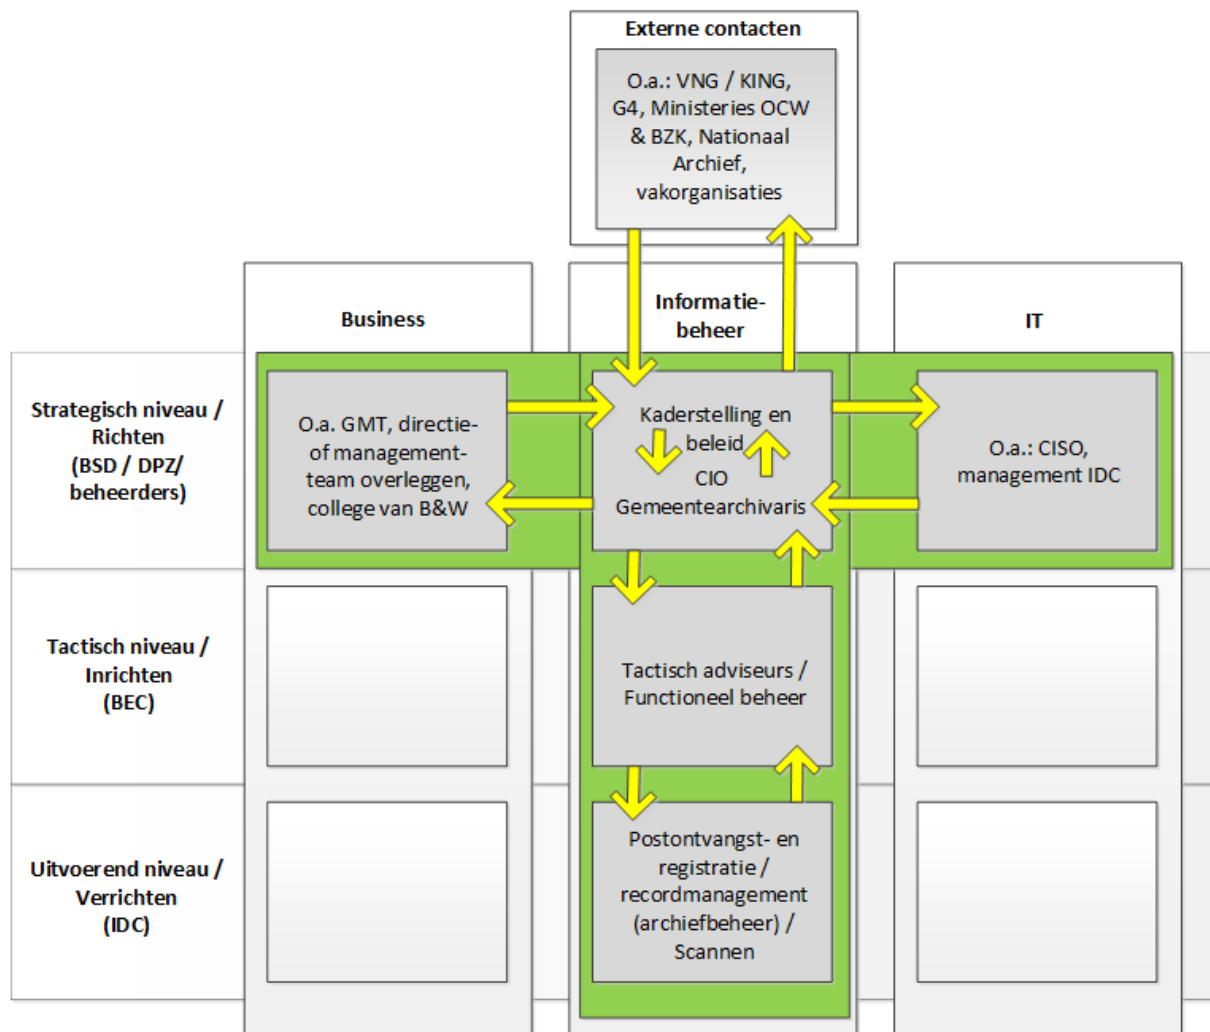 Externe contacten
O.a.: VNG / KING,
G4, Ministeries OCW
& BZK, Nationaal
Archief,
vakorganisaties
Business
Informatie-
beheer
IT
Strategisch niveau /
Richten
(BSD / DPZ/
beheerders)
O.a. GMT, directie-
of management-
team overleggen,
college van B&W
Kaderstelling en
beleid
CIO
Gemeentearchivaris
O.a.: CISO,
management IDC
Tactisch niveau /
Inrichten
(BEC)
Tactisch adviseurs /
Functioneel beheer
Uitvoerend niveau /
Verrichten
(IDC)
Postontvangst- en
registratie /
recordmanagement
(archiefbeheer) /
Scannen